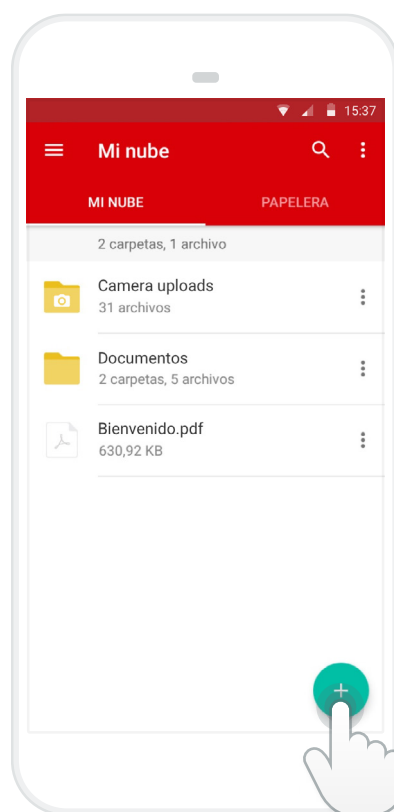 15:37
Mi nube
MI NUBE PAPELERA
2 carpetas, 1 archivo
Camera uploads
31 archivos
Documentos
2 carpetas, 5 archivos
Bienvenido.pdf
630,92 KB